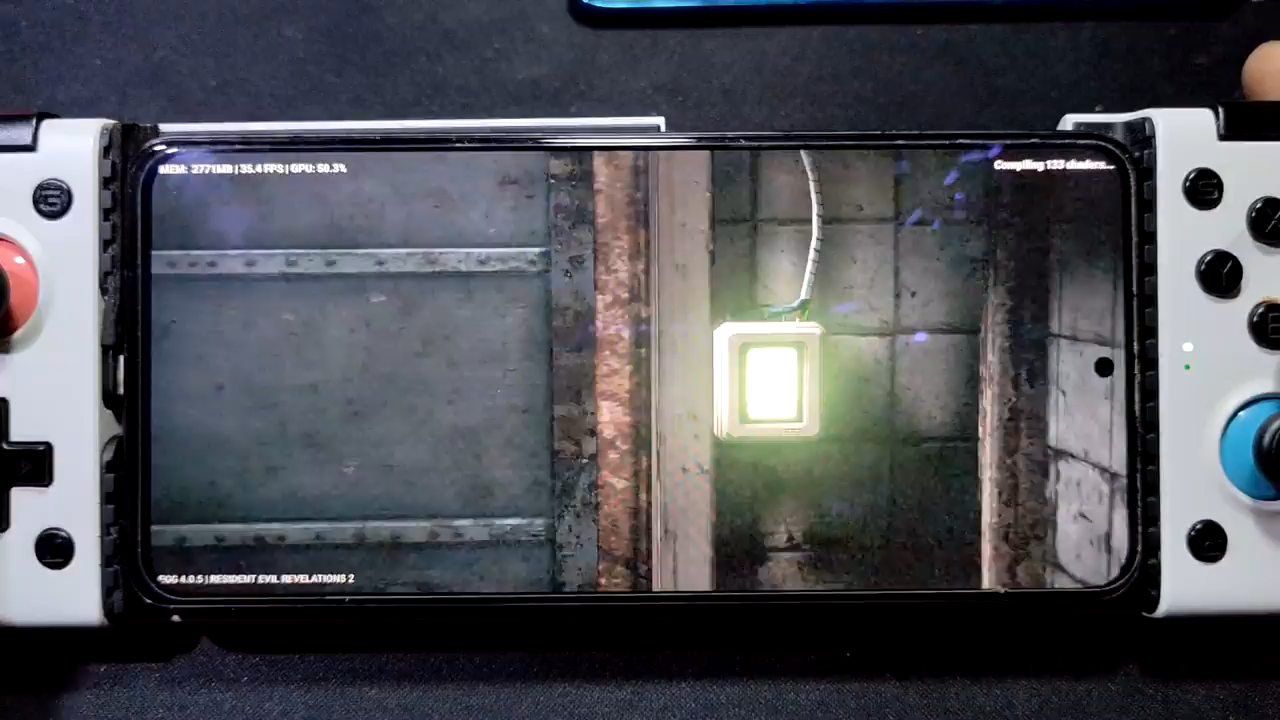 MEM: 2771MB | 35.4 FPS | GPU: 50.3%
Compiling 133 shaders...
EGG 4.0.5 | RESIDENT EVIL REVELATIONS 2
S
X
Y